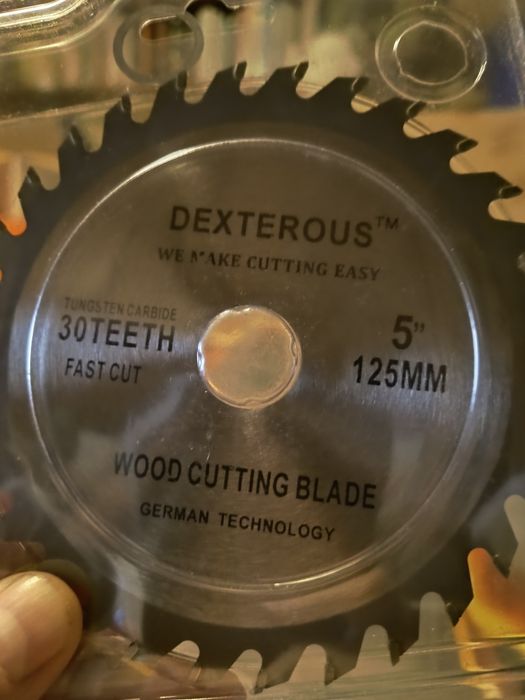 DEXTEROUS™
WE MAKE CUTTING EASY
TUNGSTEN CARBIDE
30TEETH
FAST CUT
5”
125MM
WOOD CUTTING BLADE
GERMAN TECHNOLOGY